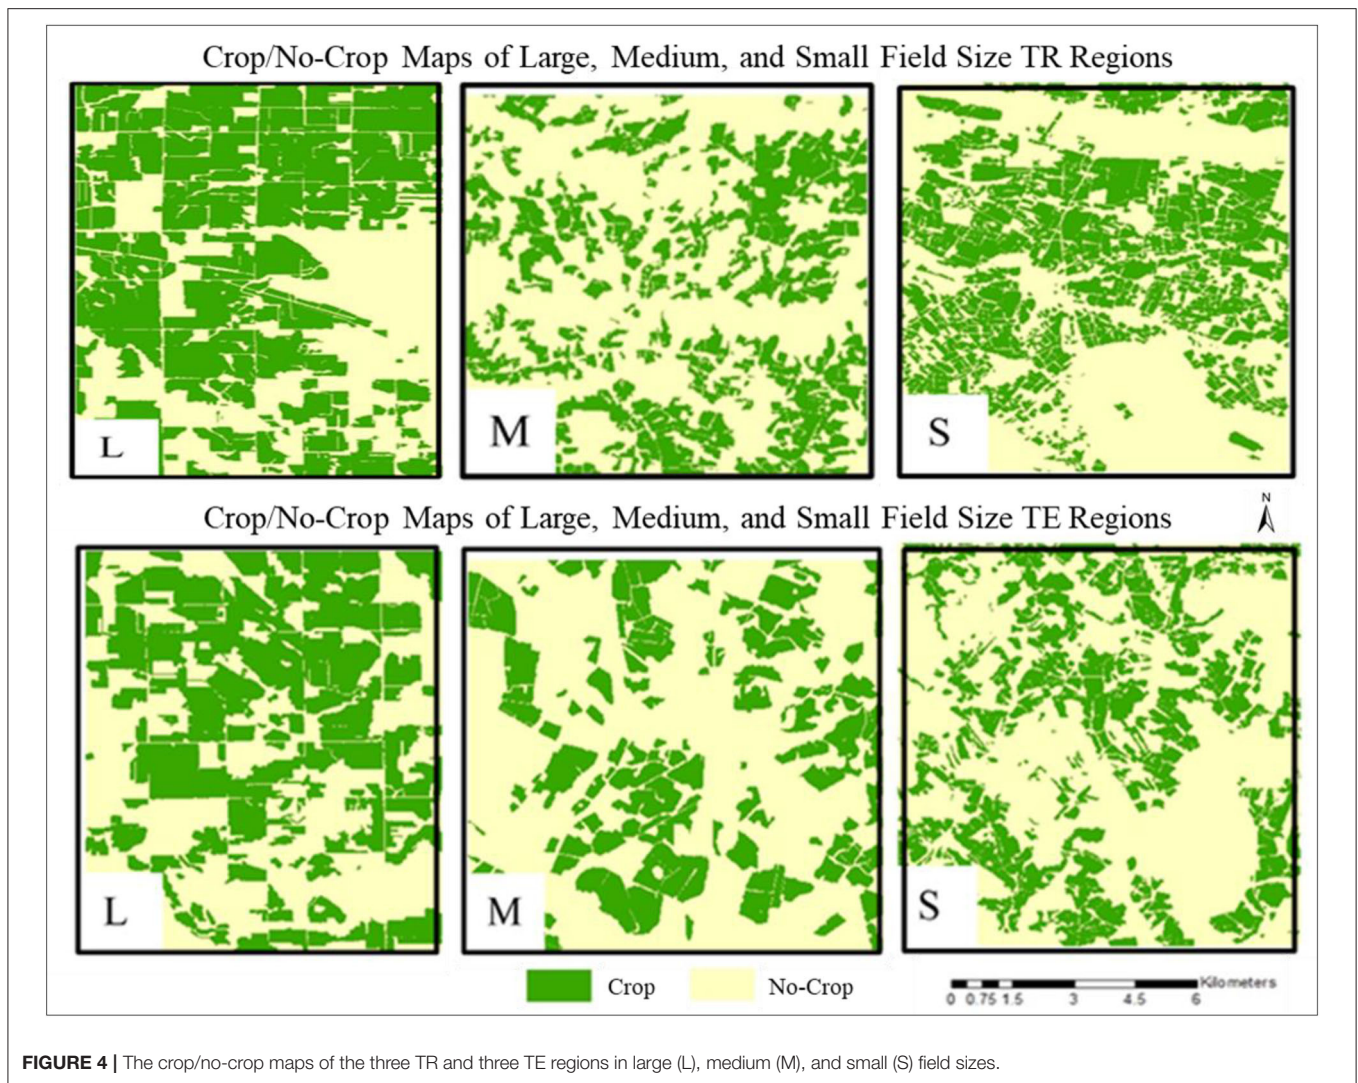 Crop/No-Crop Maps of Large, Medium, and Small Field Size TR Regions
L
M
S
Crop/No-Crop Maps of Large, Medium, and Small Field Size TE Regions
N
L
M
S
Crop
No-Crop
Kilometers
0 0.75 1.5 3 4.5 6
FIGURE 4 | The crop/no-crop maps of the three TR and three TE regions in large (L), medium (M), and small (S) field sizes.